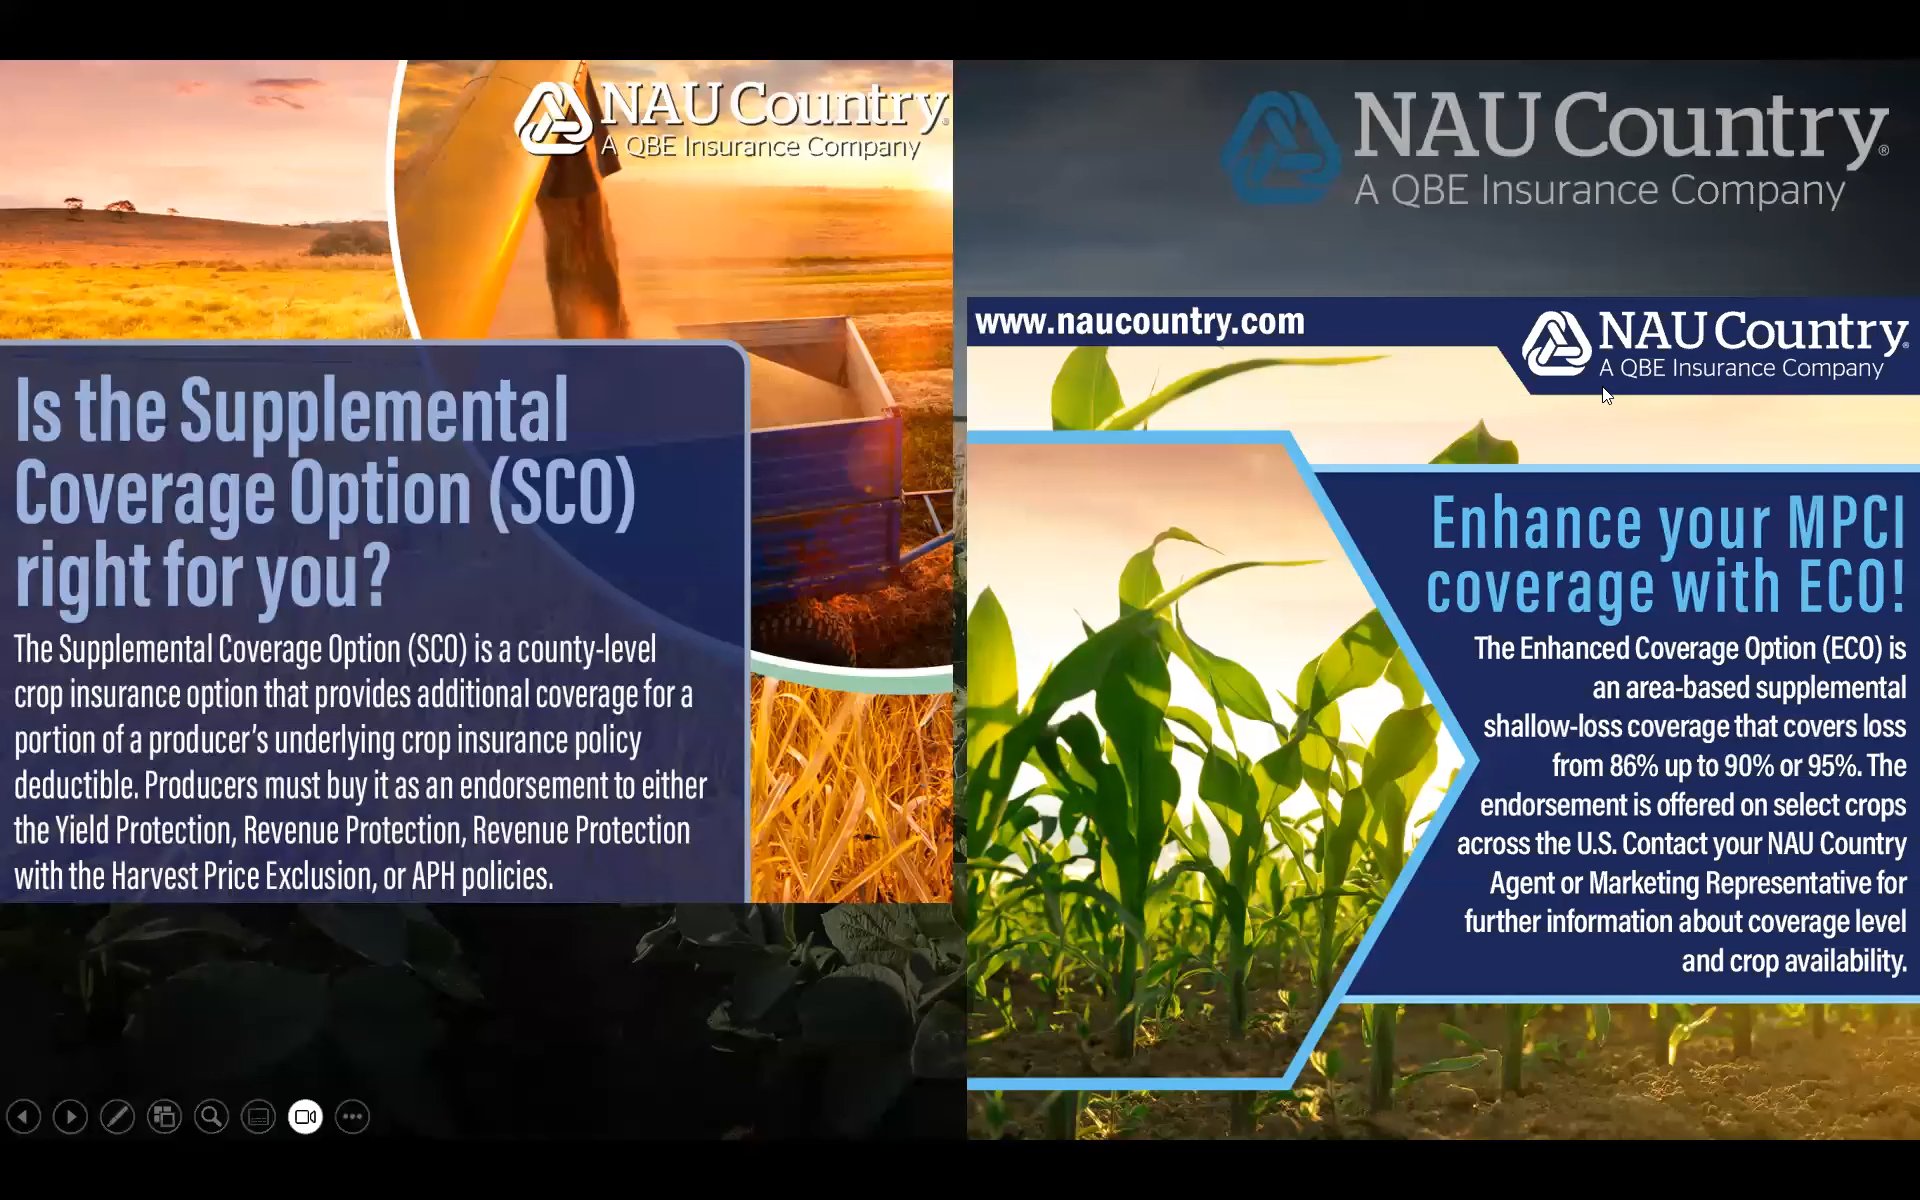 NAU Country®
A QBE Insurance Company
Is the Supplemental
Coverage Option (SCO)
right for you?
The Supplemental Coverage Option (SCO) is a county-level
crop insurance option that provides additional coverage for a
portion of a producer's underlying crop insurance policy
deductible. Producers must buy it as an endorsement to either
the Yield Protection, Revenue Protection, Revenue Protection
with the Harvest Price Exclusion, or APH policies.
NAU Country®
A QBE Insurance Company
www.naucountry.com
NAU Country®
A QBE Insurance Company
Enhance your MPCI
coverage with ECO!
The Enhanced Coverage Option (ECO) is
an area-based supplemental
shallow-loss coverage that covers loss
from 86% up to 90% or 95%. The
endorsement is offered on select crops
across the U.S. Contact your NAU Country
Agent or Marketing Representative for
further information about coverage level
and crop availability.